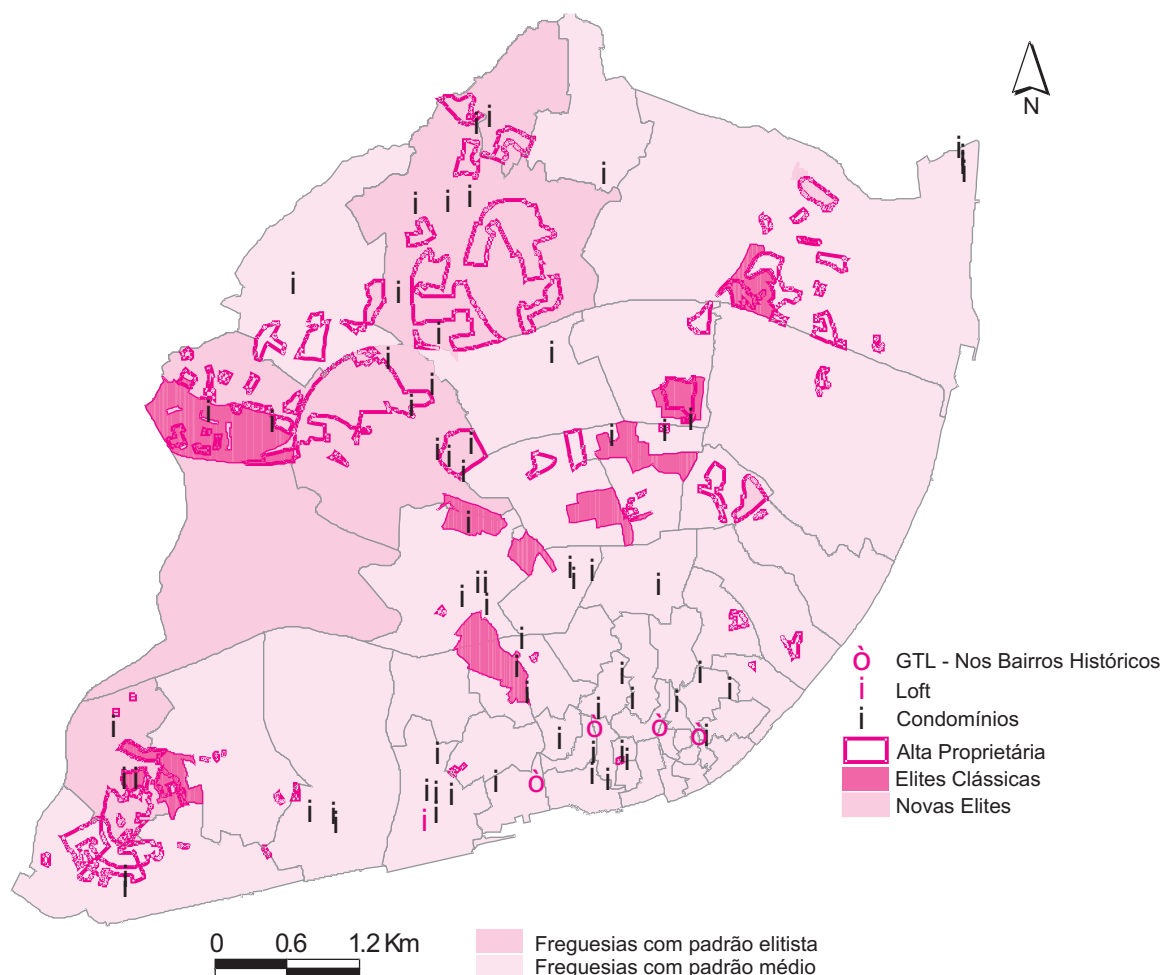 N
Ò GTL - Nos Bairros Históricos
i Loft
i Condomínios
Alta Proprietária
Elites Clássicas
Novas Elites
0 0.6 1.2 Km
Freguesias com padrão elitista
Freguesias com padrão médio